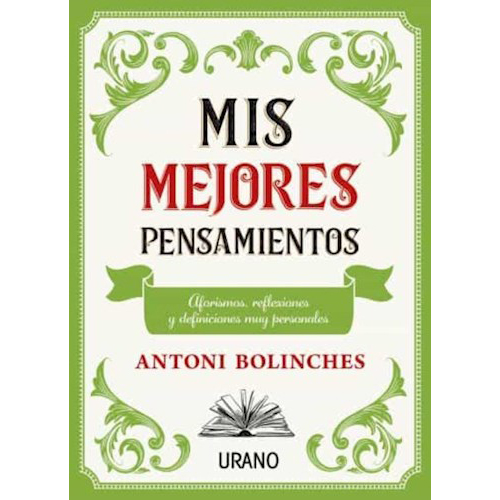 MIS
MEJORES
PENSAMIENTOS
Aforismos, reflexiones
y definiciones muy personales
ANTONI BOLINCHES
URANO